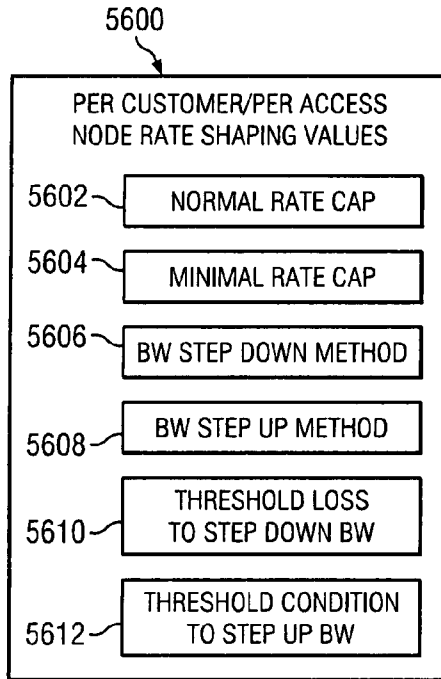 5600
PER CUSTOMER/PER ACCESS
NODE RATE SHAPING VALUES
5602
NORMAL RATE CAP
5604
MINIMAL RATE CAP
5606
BW STEP DOWN METHOD
5608
BW STEP UP METHOD
5610
THRESHOLD LOSS
TO STEP DOWN BW
5612
THRESHOLD CONDITION
TO STEP UP BW